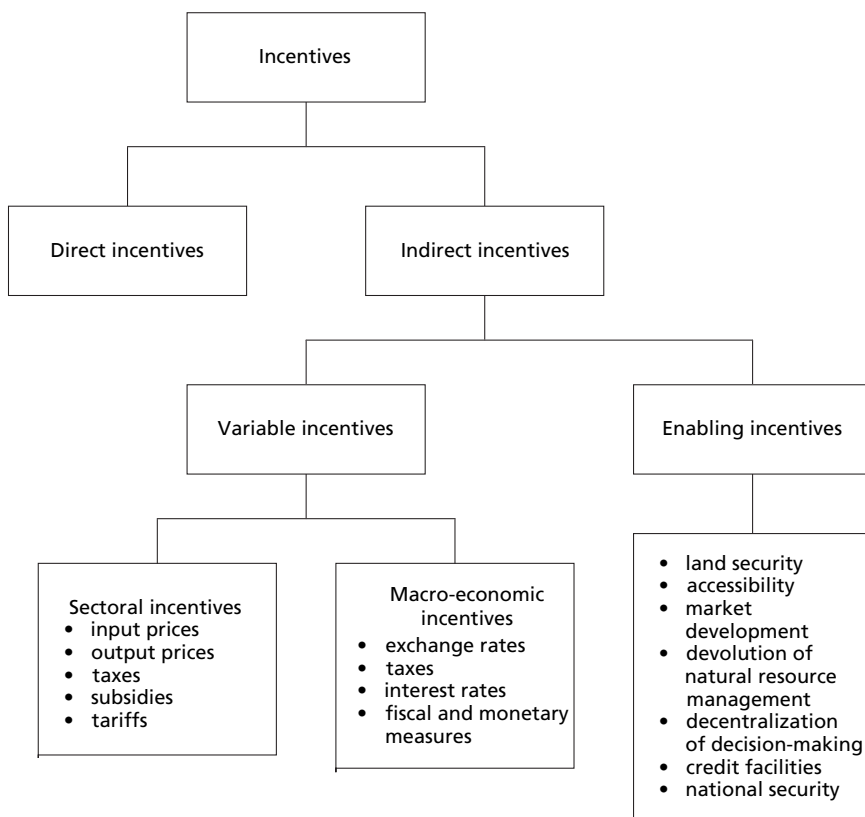 Incentives
Direct incentives
Indirect incentives
Variable incentives
Enabling incentives
Sectoral incentives
• input prices
• output prices
• taxes
• subsidies
• tariffs
Macro-economic
incentives
• exchange rates
• taxes
• interest rates
• fiscal and monetary
measures
• land security
• accessibility
• market
development
• devolution of
natural resource
management
• decentralization
of decision-making
• credit facilities
• national security